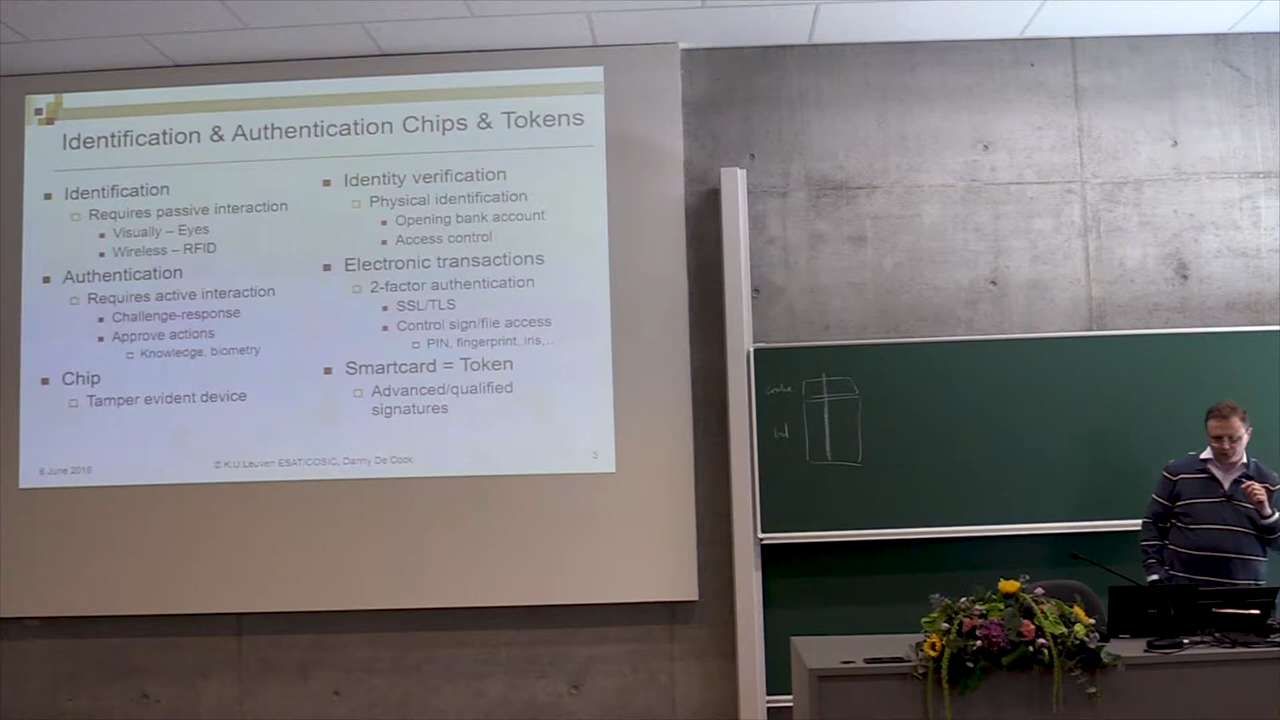 Identification & Authentication Chips & Tokens
Identification
Requires passive interaction
Visually – Eyes
Wireless – RFID
Authentication
Requires active interaction
Challenge-response
Approve actions
Knowledge, biometry
Chip
Tamper evident device
Identity verification
Physical identification
Opening bank account
Access control
Electronic transactions
2-factor authentication
SSL/TLS
Control sign/file access
PIN, fingerprint, iris,...
Smartcard = Token
Advanced/qualified
signatures
© K.U.Leuven ESAT/COSIC, Danny De Cock
3